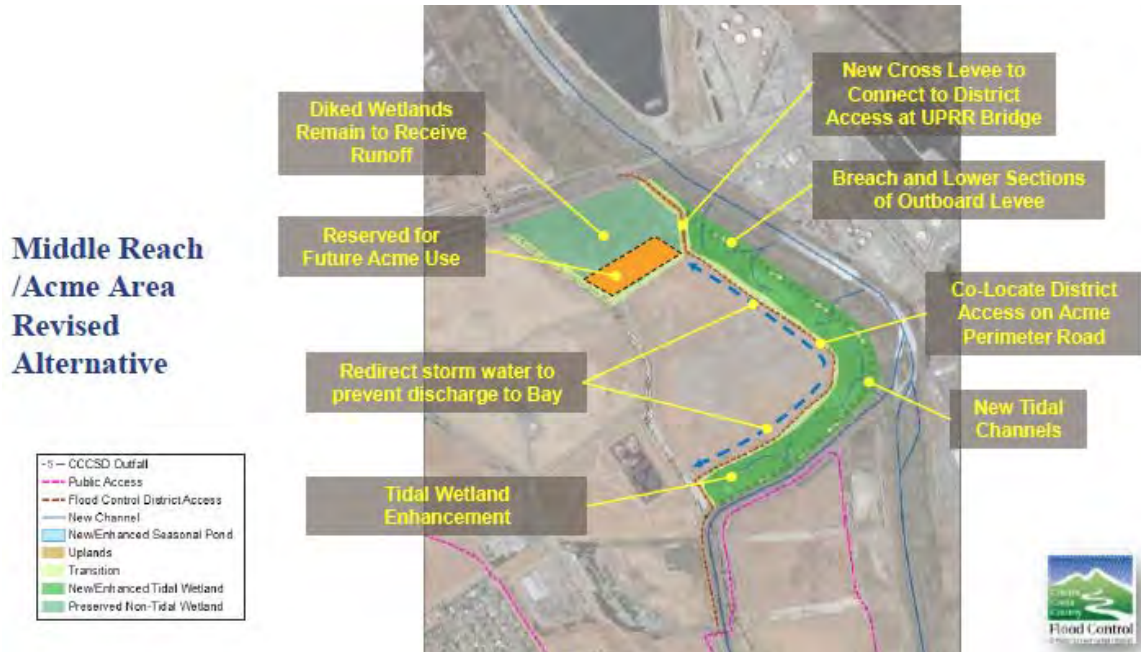 Middle Reach
/Acme Area
Revised
Alternative
Diked Wetlands
Remain to Receive
Runoff
Reserved for
Future Acme Use
Redirect storm water to
prevent discharge to Bay
Tidal Wetland
Enhancement
New Cross Levee to
Connect to District
Access at UPRR Bridge
Breach and Lower Sections
of Outboard Levee
Co-Locate District
Access on Acme
Perimeter Road
New Tidal
Channels
-S- CCCSD Outfall
Public Access
Flood Control District Access
New Channel
New/Enhanced Seasonal Pond
Uplands
Transition
New/Enhanced Tidal Wetland
Preserved Non-Tidal Wetland
Contra
Costa
County
Flood Control